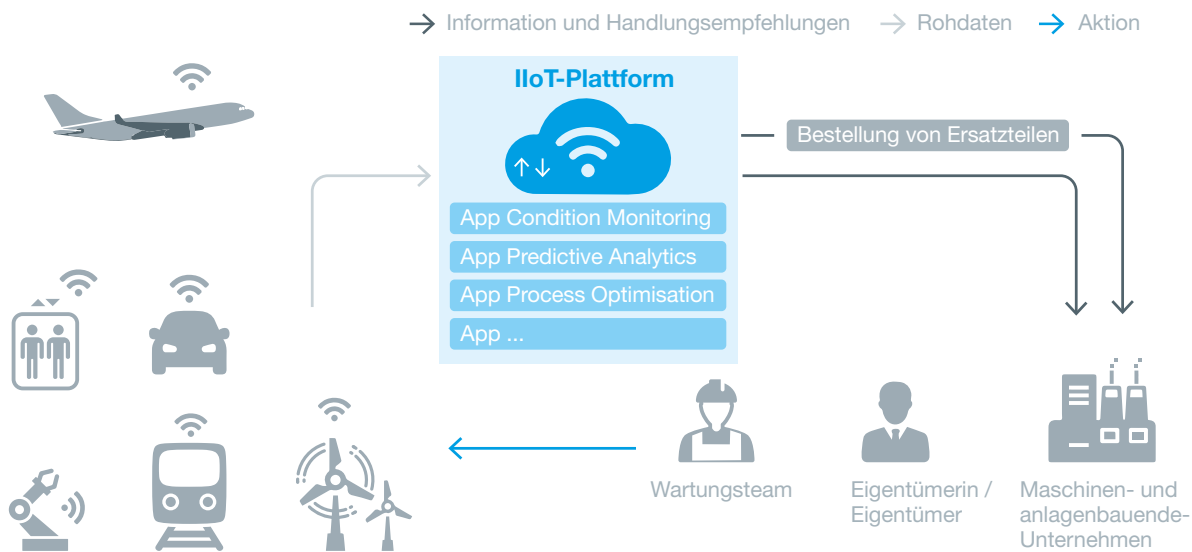 Information und Handlungsempfehlungen
Rohdaten
Aktion
IIoT-Plattform
Bestellung von Ersatzteilen
App Condition Monitoring
App Predictive Analytics
App Process Optimisation
App ...
Wartungsteam
Eigentümerin /
Eigentümer
Maschinen- und
anlagenbauende-
Unternehmen